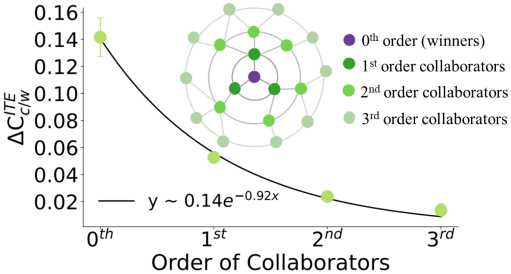 ΔC^{ITE}_{c/w}
0.16
0.14
0.12
0.10
0.08
0.06
0.04
0.02
0^{th} order (winners)
1^{st} order collaborators
2^{nd} order collaborators
3^{rd} order collaborators
y ~ 0.14e^{−0.92x}
0^{th} 1^{st} 2^{nd} 3^{rd}
Order of Collaborators